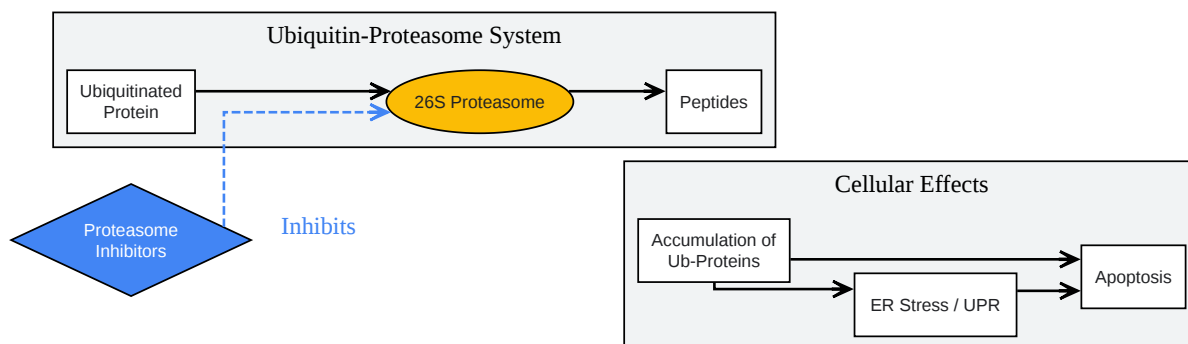 Ubiquitin-Proteasome System
Ubiquitinated
Protein
26S Proteasome
Peptides
Proteasome
Inhibitors
Inhibits
Cellular Effects
Accumulation of
Ub-Proteins
ER Stress / UPR
Apoptosis